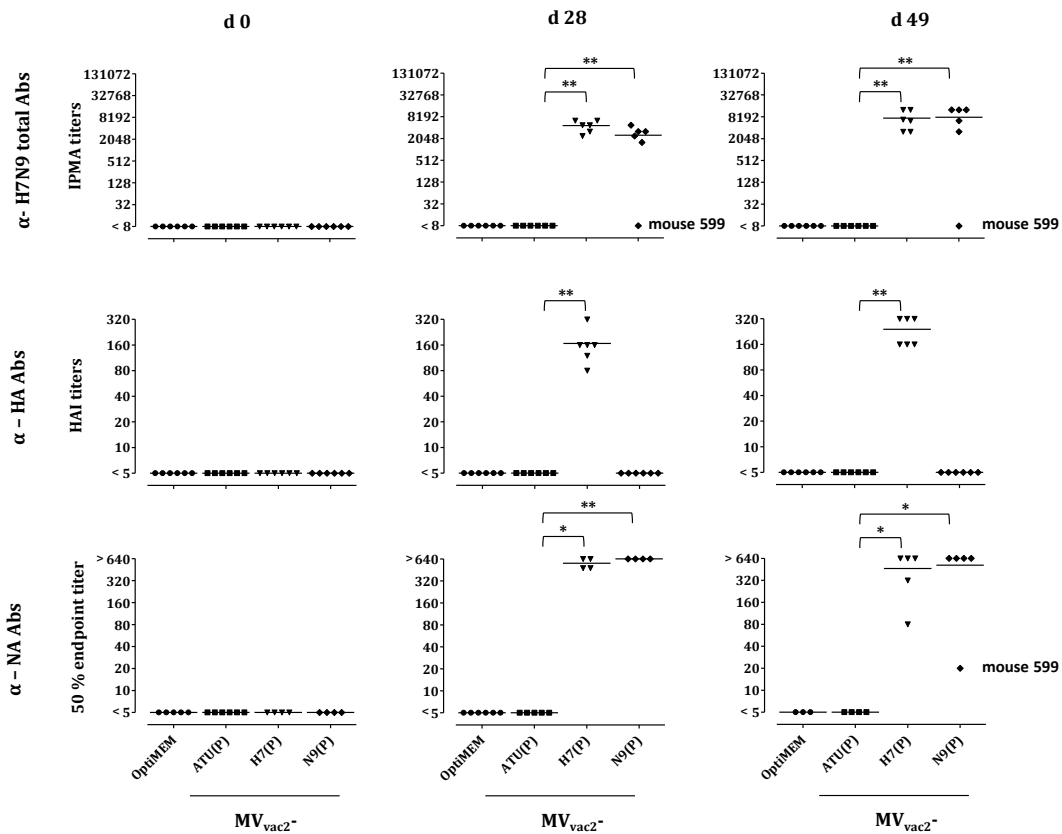 d 0
d 28
d 49
α- H7N9 total Abs
IPMA titers
131072
32768
8192
2048
512
128
32
< 8
**
**
131072
32768
8192
2048
512
128
32
< 8
mouse 599
**
**
131072
32768
8192
2048
512
128
32
< 8
mouse 599
α – HA Abs
HAI titers
320
160
80
40
20
10
< 5
**
320
160
80
40
20
10
< 5
**
320
160
80
40
20
10
< 5
α – NA Abs
50 % endpoint titer
> 640
320
160
80
40
20
10
< 5
**
*
> 640
320
160
80
40
20
10
< 5
*
*
> 640
320
160
80
40
20
10
< 5
mouse 599
OptiMEM
ATU(P)
H7(P)
N9(P)
MVvac2-
OptiMEM
ATU(P)
H7(P)
N9(P)
MVvac2-
OptiMEM
ATU(P)
H7(P)
N9(P)
MVvac2-